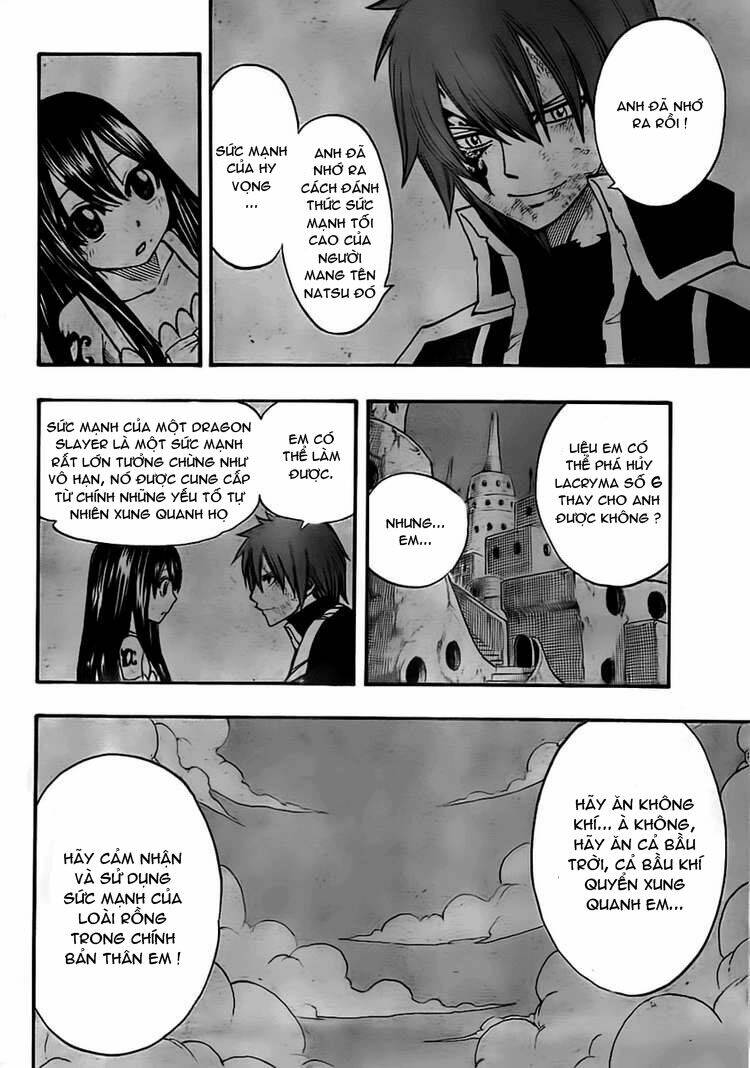 ANH ĐÃ NHỚ
RA RỒI !
ANH ĐÃ
NHỚ RA
CÁCH ĐÁNH
THỨC SỨC
MẠNH TỐI
CAO CỦA
NGƯỜI
MANG TÊN
NATSU ĐÓ
SỨC MẠNH
CỦA HY
VỌNG
...
LIỆU EM CÓ
THỂ PHÁ HỦY
LACRYMA SỐ 6
THAY CHO ANH
ĐƯỢC KHÔNG ?
NHƯNG...
EM...
EM CÓ
THỂ LÀM
ĐƯỢC.
SỨC MẠNH CỦA MỘT DRAGON
SLAYER LÀ MỘT SỨC MẠNH
RẤT LỚN TƯỞNG CHỪNG NHƯ
VÔ HẠN, NÓ ĐƯỢC CUNG CẤP
TỪ CHÍNH NHŨNG YẾU TỐ TỰ
NHIÊN XUNG QUANH HỌ
HÃY ĂN KHÔNG
KHÍ... À KHÔNG,
HÃY ĂN CẢ BẦU
TRỜI, CẢ BẦU KHÍ
QUYỂN XUNG
QUANH EM...
HÃY CẢM NHẬN
VÀ SỬ DỤNG
SỨC MẠNH CỦA
LOÀI RỒNG
TRONG CHÍNH
BẢN THÂN EM !